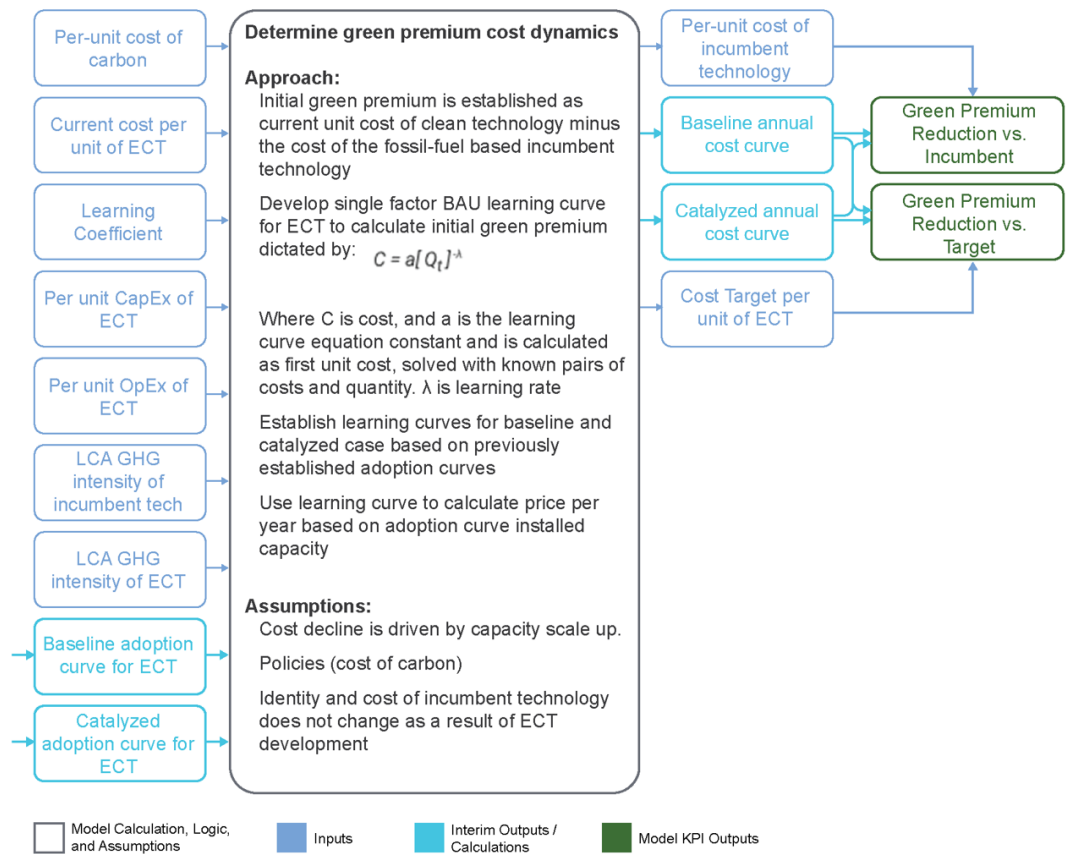 Per-unit cost of
carbon
Current cost per
unit of ECT
Learning
Coefficient
Per unit CapEx of
ECT
Per unit OpEx of
ECT
LCA GHG
intensity of
incumbent tech
LCA GHG
intensity of ECT
Baseline adoption
curve for ECT
Catalyzed
adoption curve for
ECT
Determine green premium cost dynamics
Approach:
Initial green premium is established as
current unit cost of clean technology minus
the cost of the fossil-fuel based incumbent
technology
Develop single factor BAU learning curve
for ECT to calculate initial green premium
dictated by: C = a[Qₜ]^-λ
Where C is cost, and a is the learning
curve equation constant and is calculated
as first unit cost, solved with known pairs of
costs and quantity. λ is learning rate
Establish learning curves for baseline and
catalyzed case based on previously
established adoption curves
Use learning curve to calculate price per
year based on adoption curve installed
capacity
Assumptions:
Cost decline is driven by capacity scale up.
Policies (cost of carbon)
Identity and cost of incumbent technology
does not change as a result of ECT
development
Per-unit cost of
incumbent
technology
Baseline annual
cost curve
Catalyzed annual
cost curve
Cost Target per
unit of ECT
Green Premium
Reduction vs.
Incumbent
Green Premium
Reduction vs.
Target
Model Calculation, Logic,
and Assumptions
Inputs
Interim Outputs /
Calculations
Model KPI Outputs